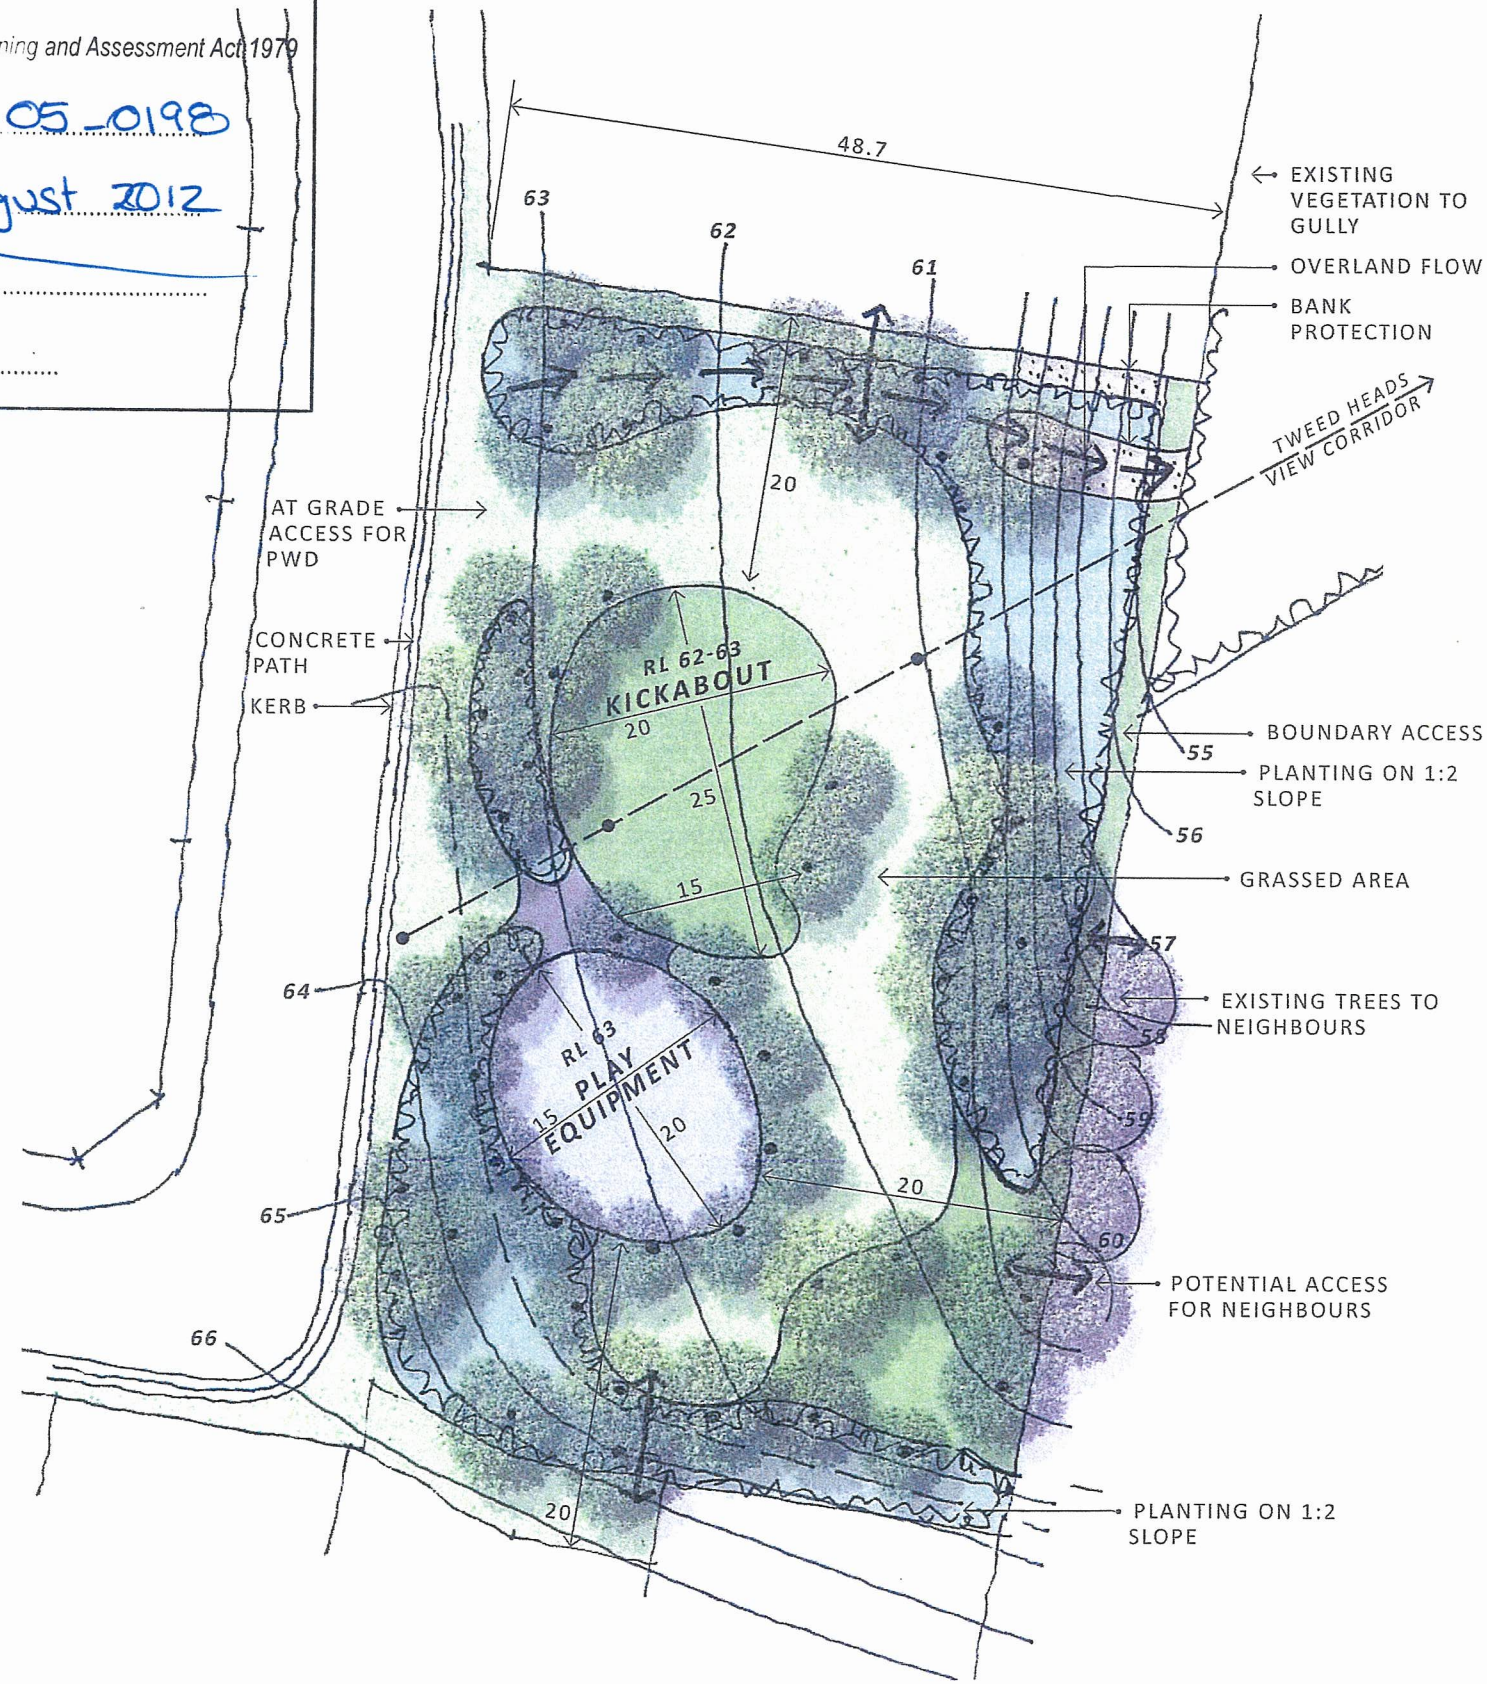 ning and Assessment Act 1979
05-0198
gust 2012
48.7
63
62
61
EXISTING
VEGETATION TO
GULLY
OVERLAND FLOW
BANK
PROTECTION
TWEED HEADS
VIEW CORRIDOR
20
AT GRADE
ACCESS FOR
PWD
CONCRETE
PATH
KERB
RL 62-63
KICKABOUT
20
25
15
BOUNDARY ACCESS
55
PLANTING ON 1:2
SLOPE
56
GRASSED AREA
57
64
EXISTING TREES TO
NEIGHBOURS
58
RL 63
PLAY
EQUIPMENT
15
20
59
20
65
60
POTENTIAL ACCESS
FOR NEIGHBOURS
66
20
PLANTING ON 1:2
SLOPE